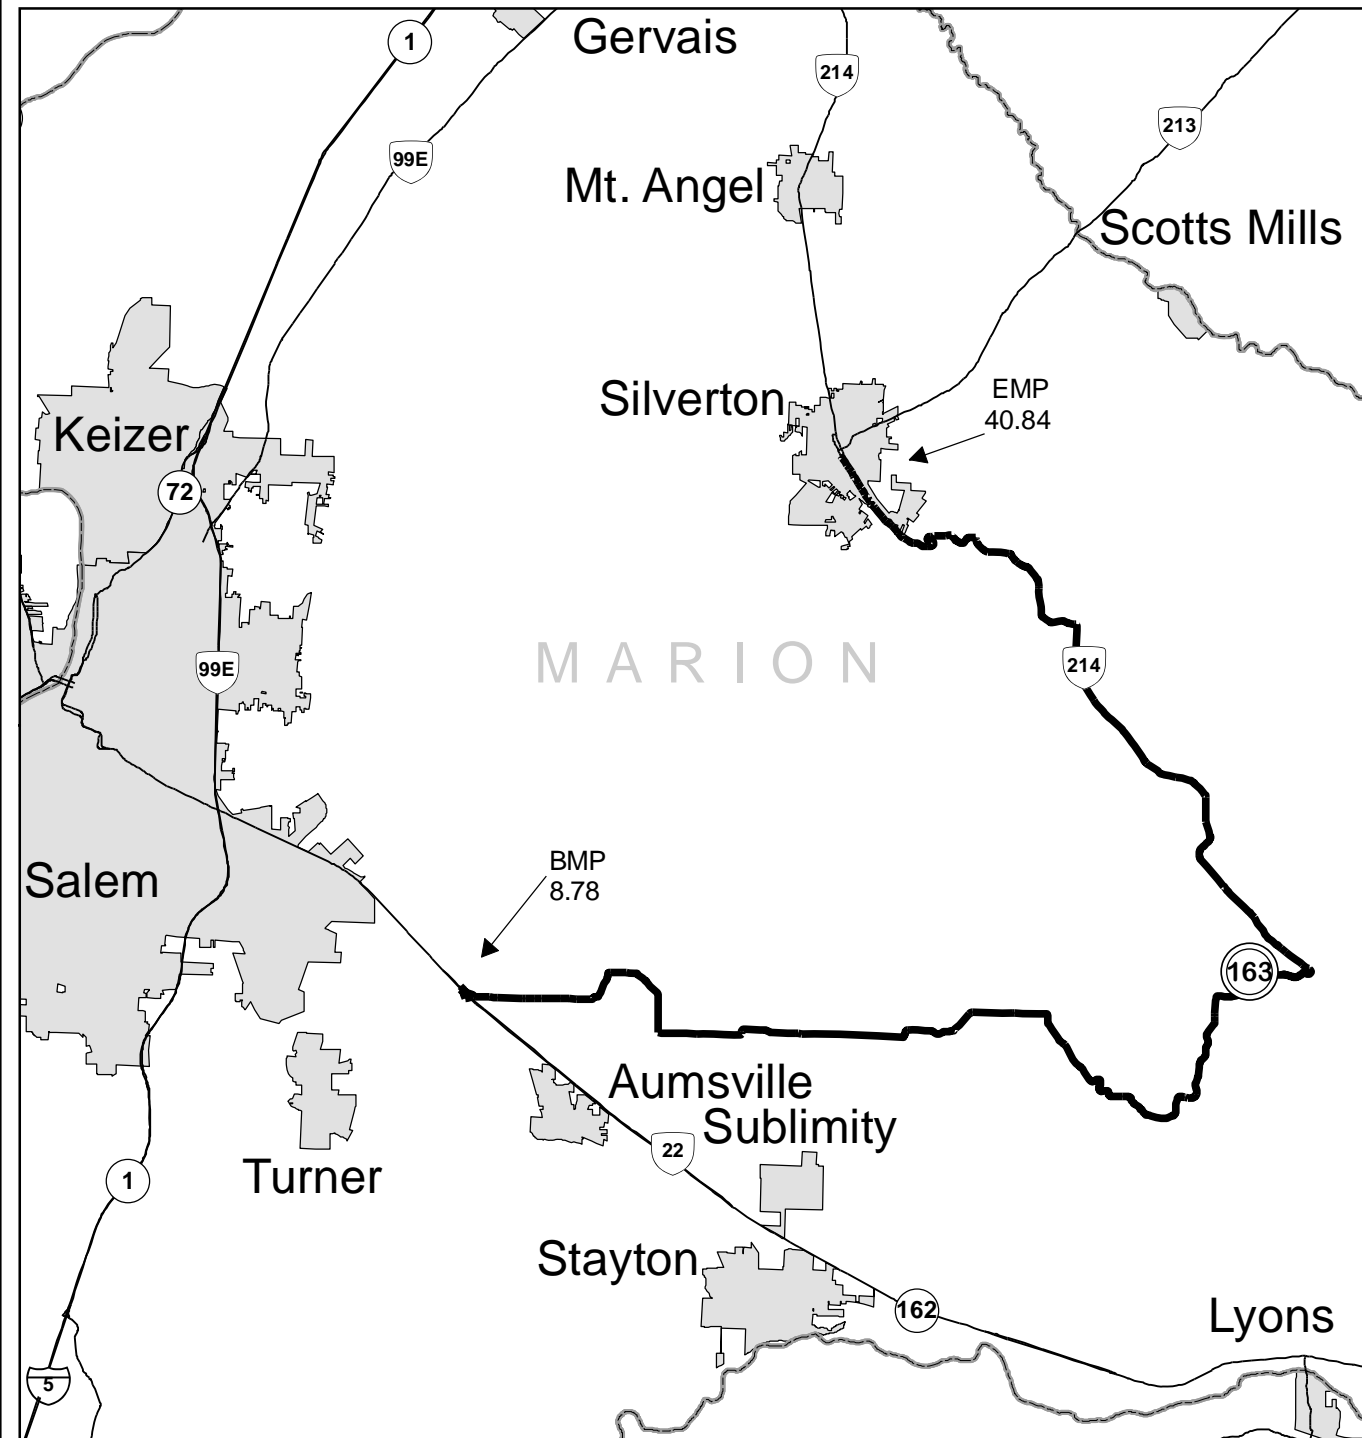 Gervais
1
214
99E
213
Mt. Angel
Scotts Mills
EMP
40.84
Silverton
Keizer
72
MARION
99E
214
BMP
8.78
Salem
163
Aumsville
Sublimity
22
Turner
1
Stayton
162
Lyons
5